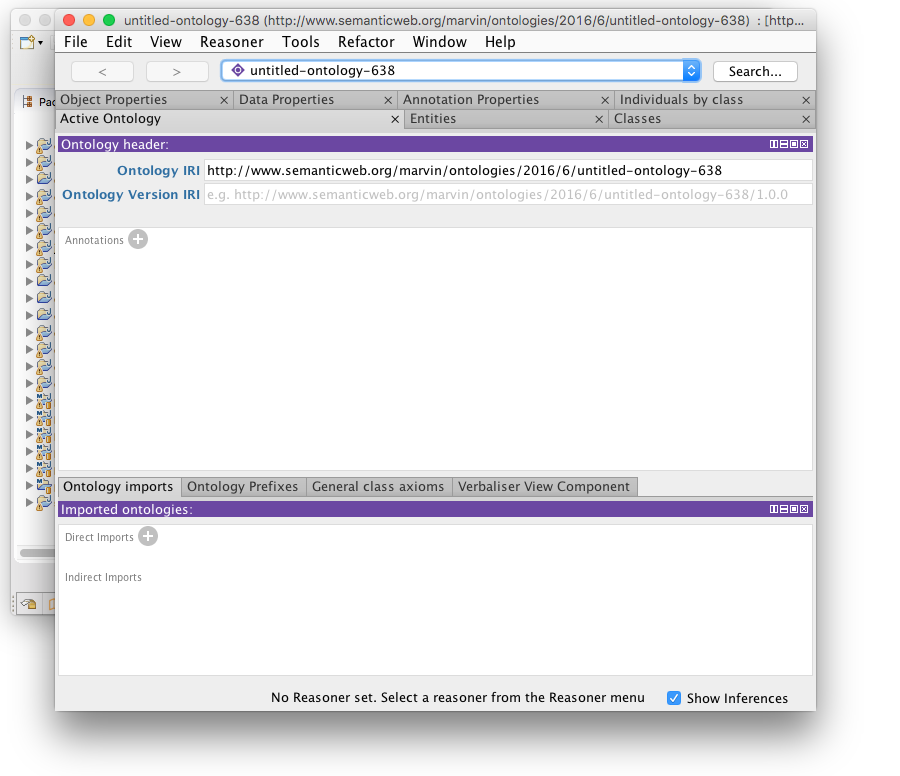 untitled-ontology-638 (http://www.semanticweb.org/marvin/ontologies/2016/6/untitled-ontology-638) : [http...
File Edit View Reasoner Tools Refactor Window Help
< > untitled-ontology-638 Search...
Pac
Object Properties Data Properties Annotation Properties Individuals by class
Active Ontology Entities Classes
Ontology header:
Ontology IRI http://www.semanticweb.org/marvin/ontologies/2016/6/untitled-ontology-638
Ontology Version IRI e.g. http://www.semanticweb.org/marvin/ontologies/2016/6/untitled-ontology-638/1.0.0
Annotations
Ontology imports Ontology Prefixes General class axioms Verbaliser View Component
Imported ontologies:
Direct Imports
Indirect Imports
No Reasoner set. Select a reasoner from the Reasoner menu Show Inferences